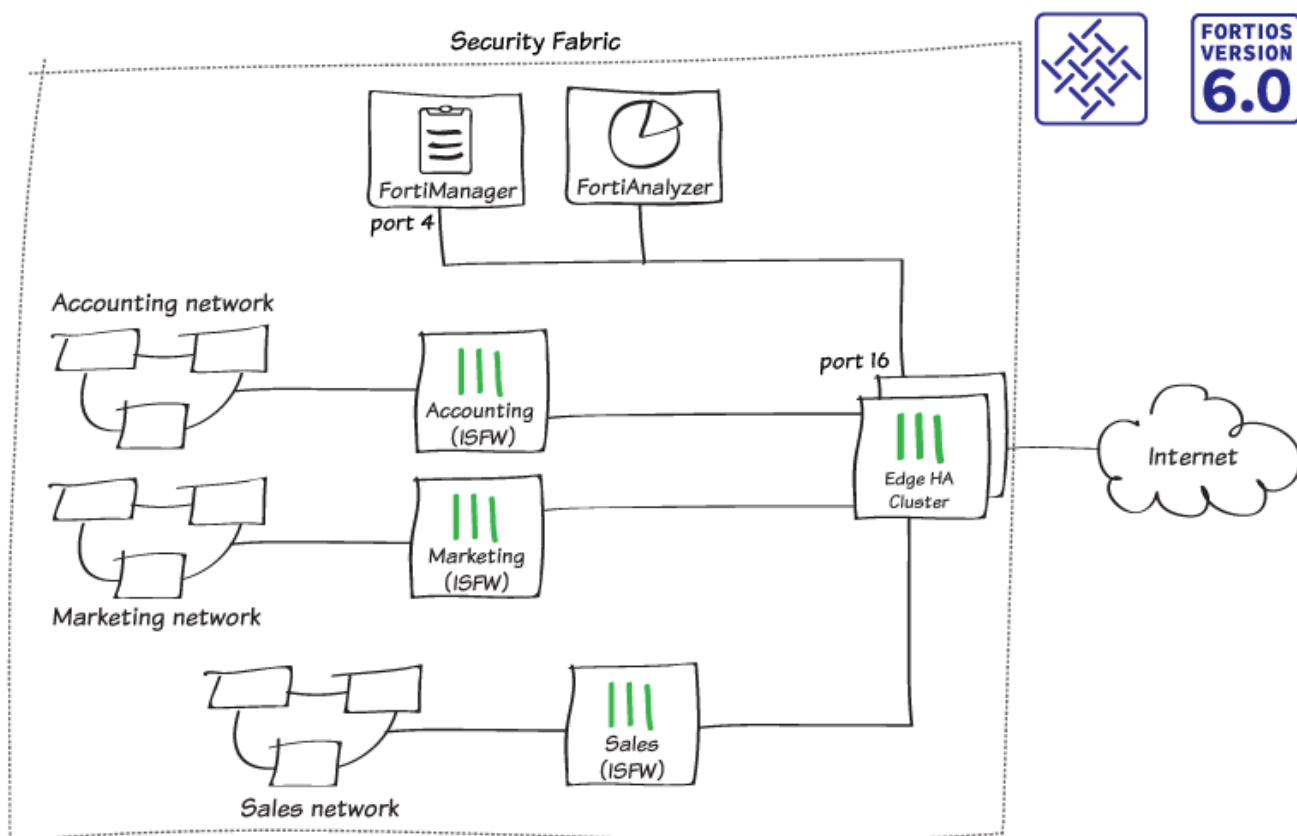 Security Fabric
FORTIOS
VERSION
6.0
FortiManager
FortiAnalyzer
port 4
Accounting network
port 16
Accounting
(ISFW)
Edge HA
Cluster
Internet
Marketing
(ISFW)
Marketing network
Sales
(ISFW)
Sales network